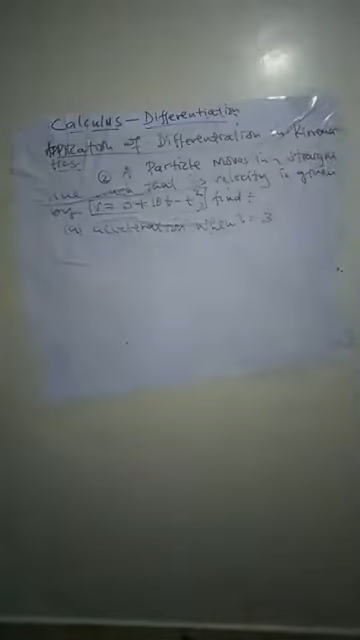 Calculus - Differentiation
Application of Differentiation Kinema
tics.
② A Particle moves in a straight
line such that its velocity is given
by [v = 5 + 10t - t²] find :
(a) acceleration when = 3